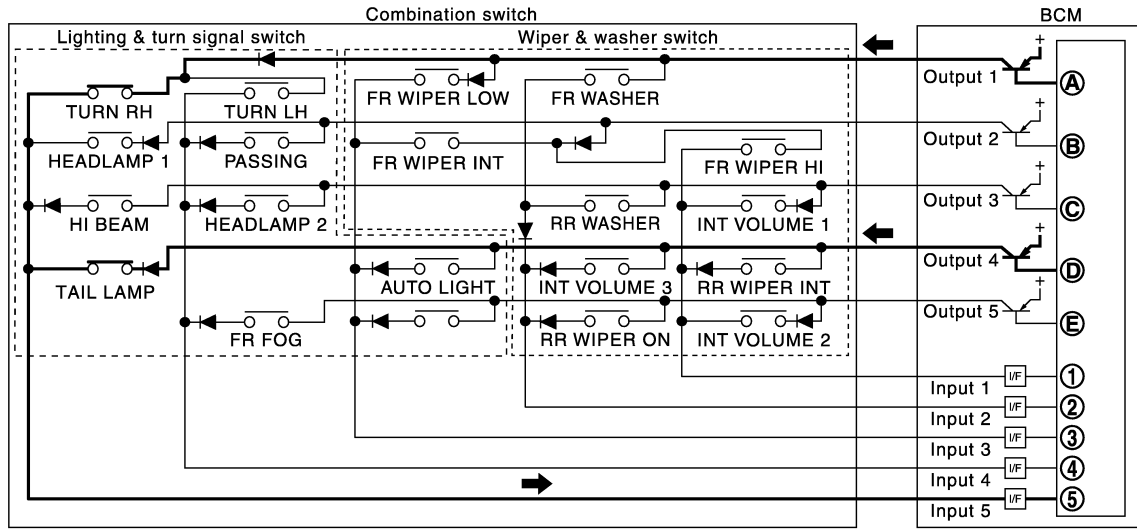 Combination switch
BCM
Lighting & turn signal switch
Wiper & washer switch
+
Output 1
A
TURN RH
TURN LH
FR WIPER LOW
FR WASHER
+
Output 2
B
HEADLAMP 1
PASSING
FR WIPER INT
FR WIPER HI
+
Output 3
C
HI BEAM
HEADLAMP 2
RR WASHER
INT VOLUME 1
+
Output 4
D
TAIL LAMP
AUTO LIGHT
INT VOLUME 3
RR WIPER INT
+
Output 5
E
FR FOG
RR WIPER ON
INT VOLUME 2
Input 1
I/F
1
Input 2
I/F
2
Input 3
I/F
3
Input 4
I/F
4
Input 5
I/F
5